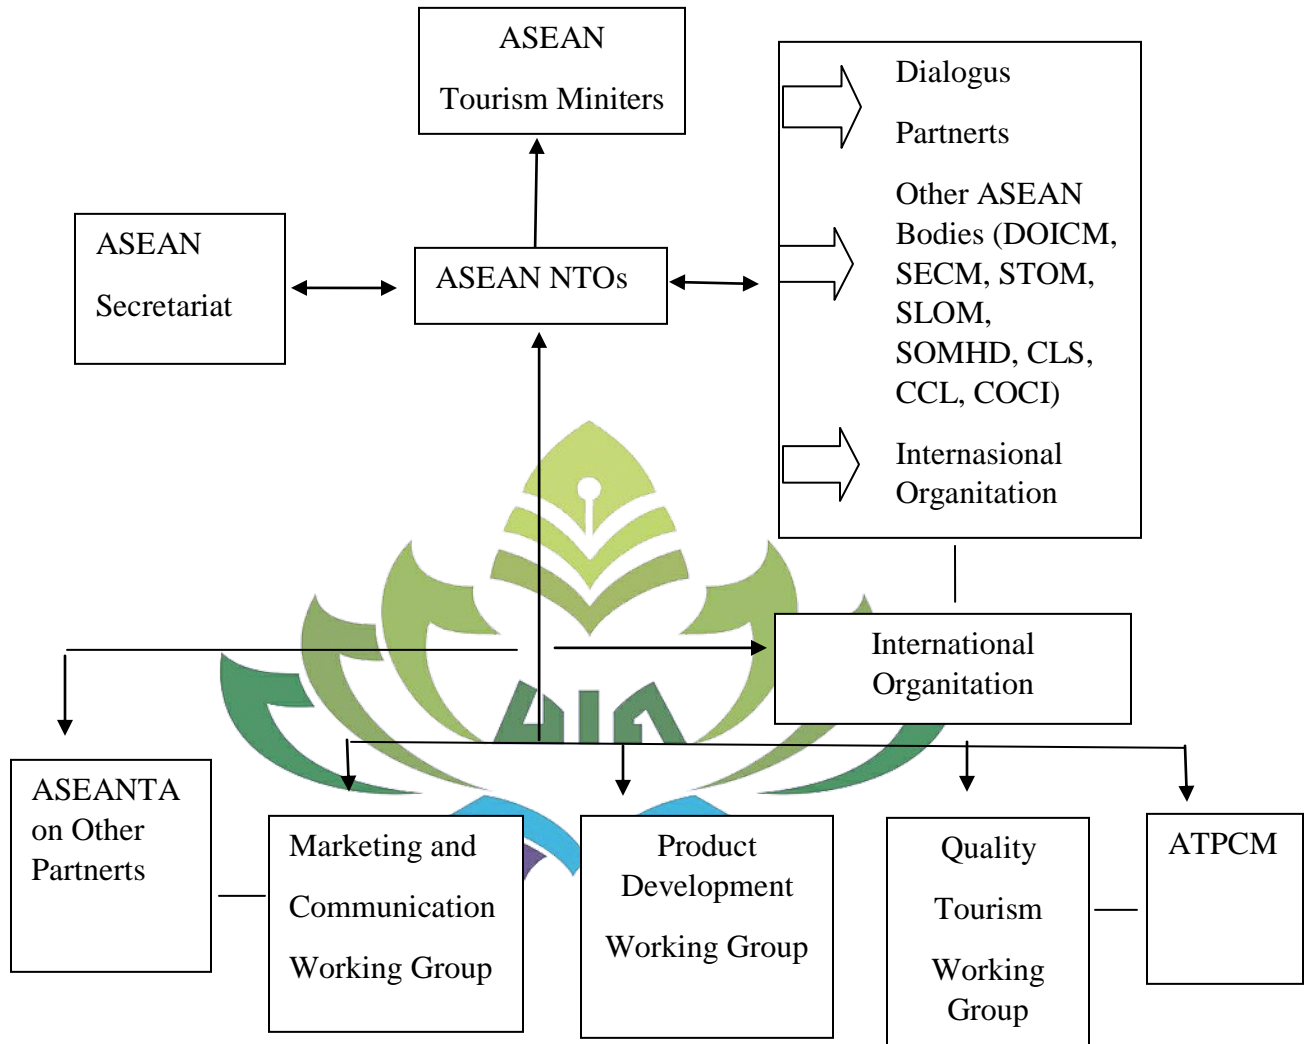 ASEAN
Tourism Miniters
Dialogus
Partnerts
Other ASEAN
Bodies (DOICM,
SECM, STOM,
SLOM,
SOMHD, CLS,
CCL, COCI)
Internasional
Organitation
ASEAN
Secretariat
ASEAN NTOs
International
Organitation
ASEANTA
on Other
Partnerts
Marketing and
Communication
Working Group
Product
Development
Working Group
Quality
Tourism
Working
Group
ATPCM